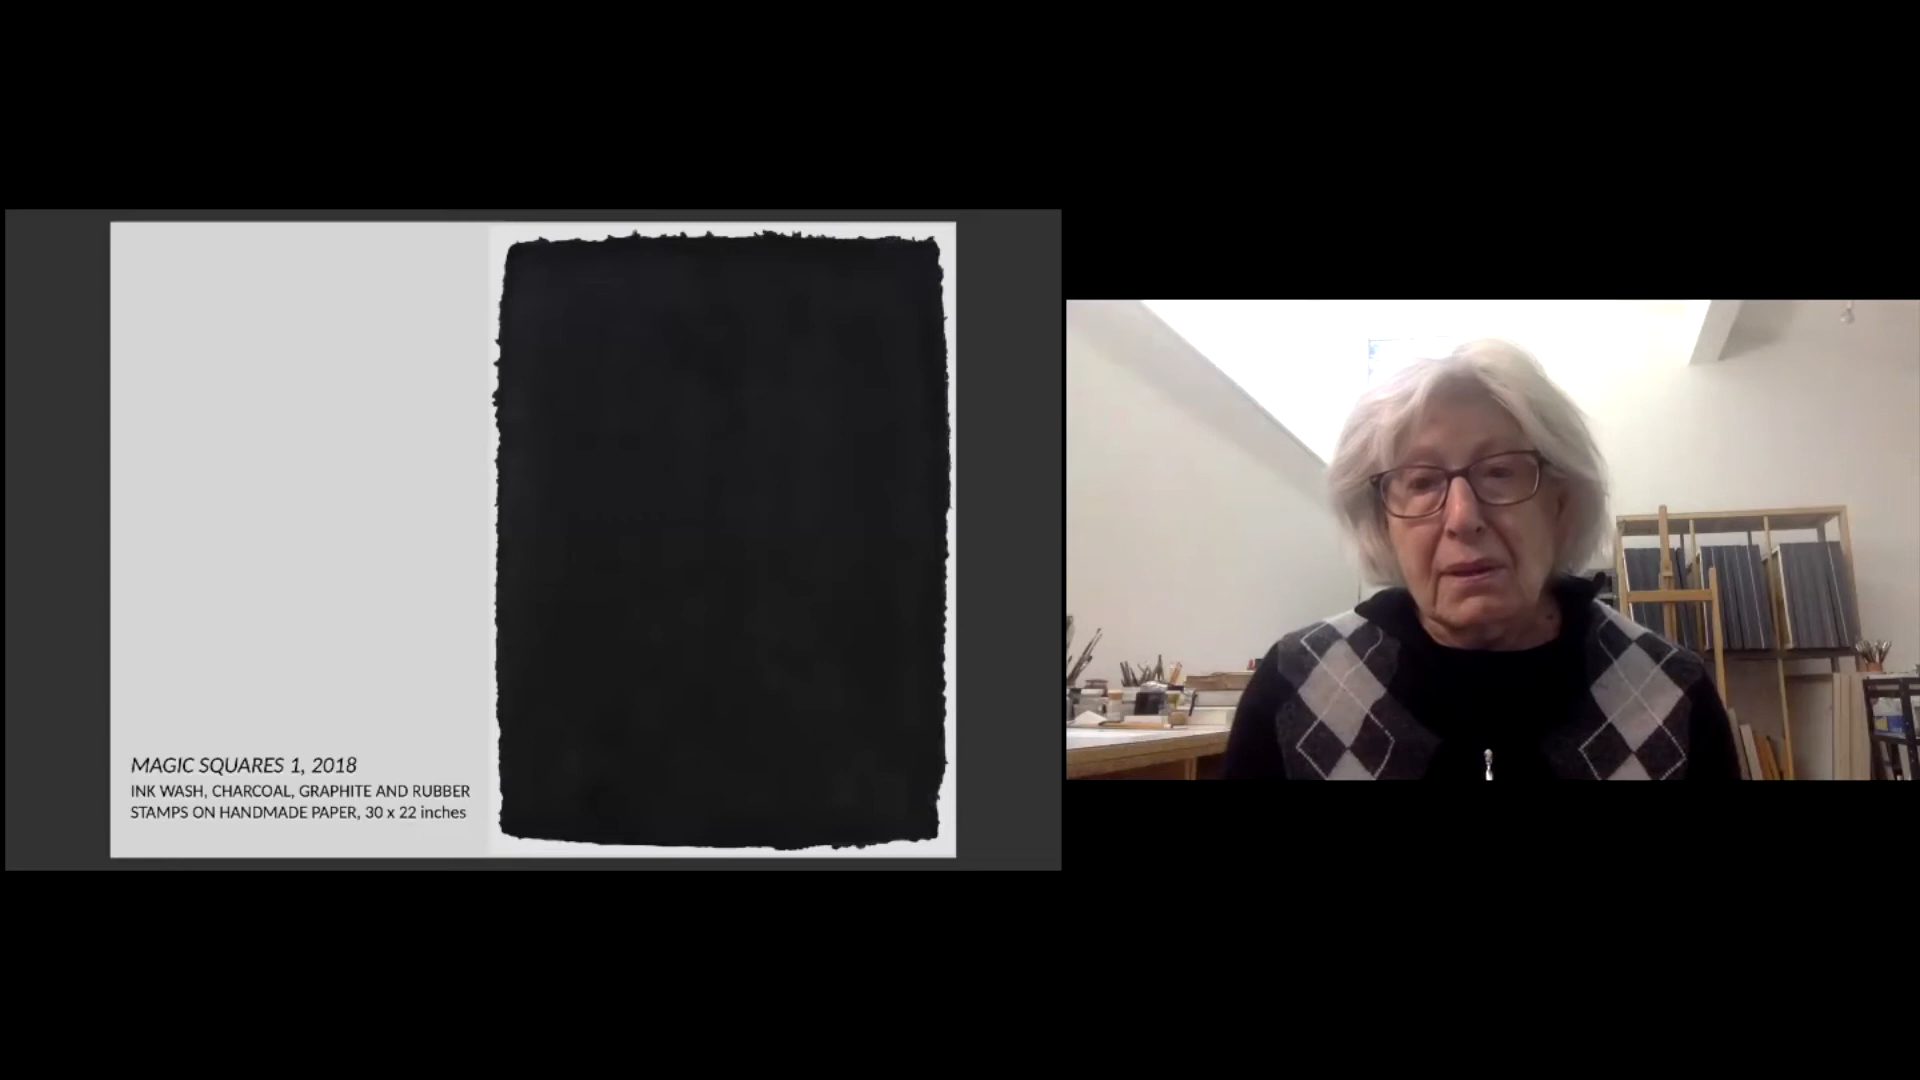 MAGIC SQUARES 1, 2018
INK WASH, CHARCOAL, GRAPHITE AND RUBBER
STAMPS ON HANDMADE PAPER, 30 x 22 inches